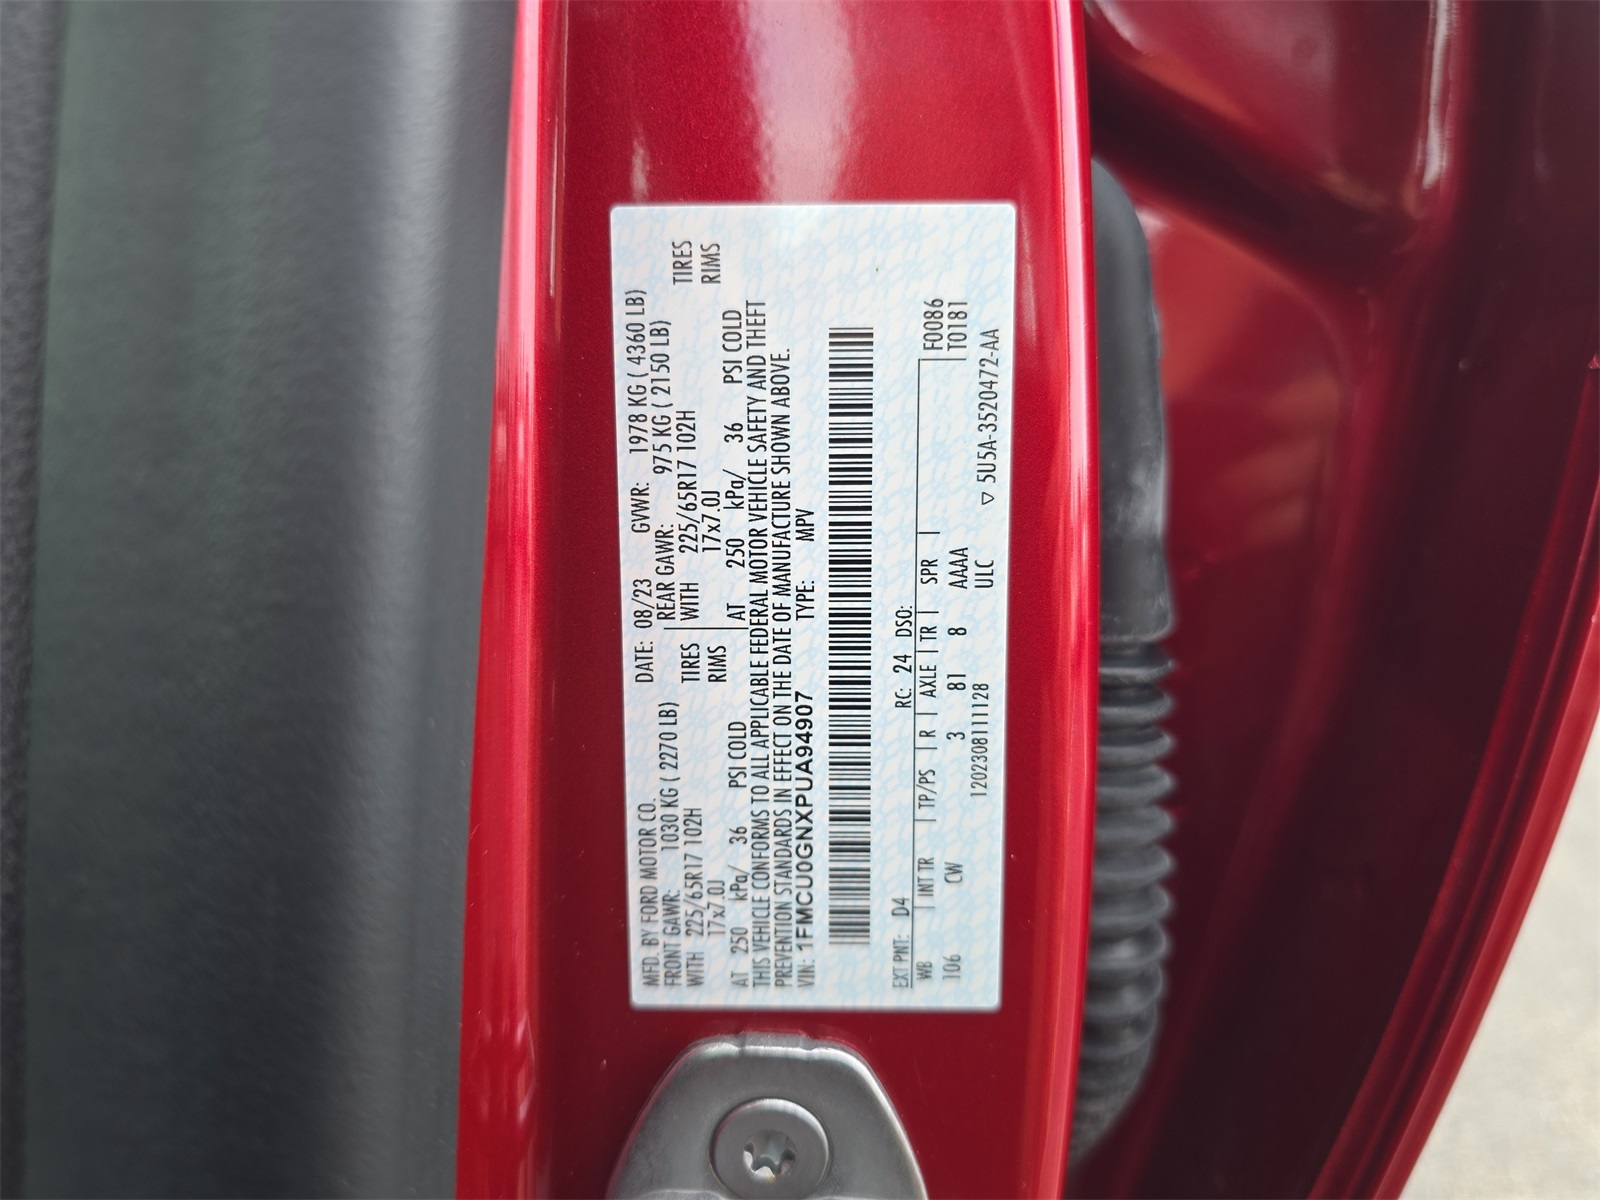 MFD. BY FORD MOTOR CO. DATE: 08/23 GVWR: 1978 KG ( 4360 LB)
FRONT GAWR: 1030 KG ( 2270 LB) REAR GAWR: 975 KG ( 2150 LB)
WITH 225/65R17 102H TIRES WITH 225/65R17 102H TIRES
17x7.0J RIMS 17x7.0J RIMS
AT 250 kPa/ 36 PSI COLD AT 250 kPa/ 36 PSI COLD
THIS VEHICLE CONFORMS TO ALL APPLICABLE FEDERAL MOTOR VEHICLE SAFETY AND THEFT
PREVENTION STANDARDS IN EFFECT ON THE DATE OF MANUFACTURE SHOWN ABOVE.
VIN: 1FMCU0GNXPUA94907 TYPE: MPV
EXT PNT: D4 RC: 24 DSO: F0086
WB INT TR TP/PS R AXLE TR SPR T0181
106 CW 3 81 8 AAAA
12023081111128 ULC ▽ 5U5A-3520472-AA